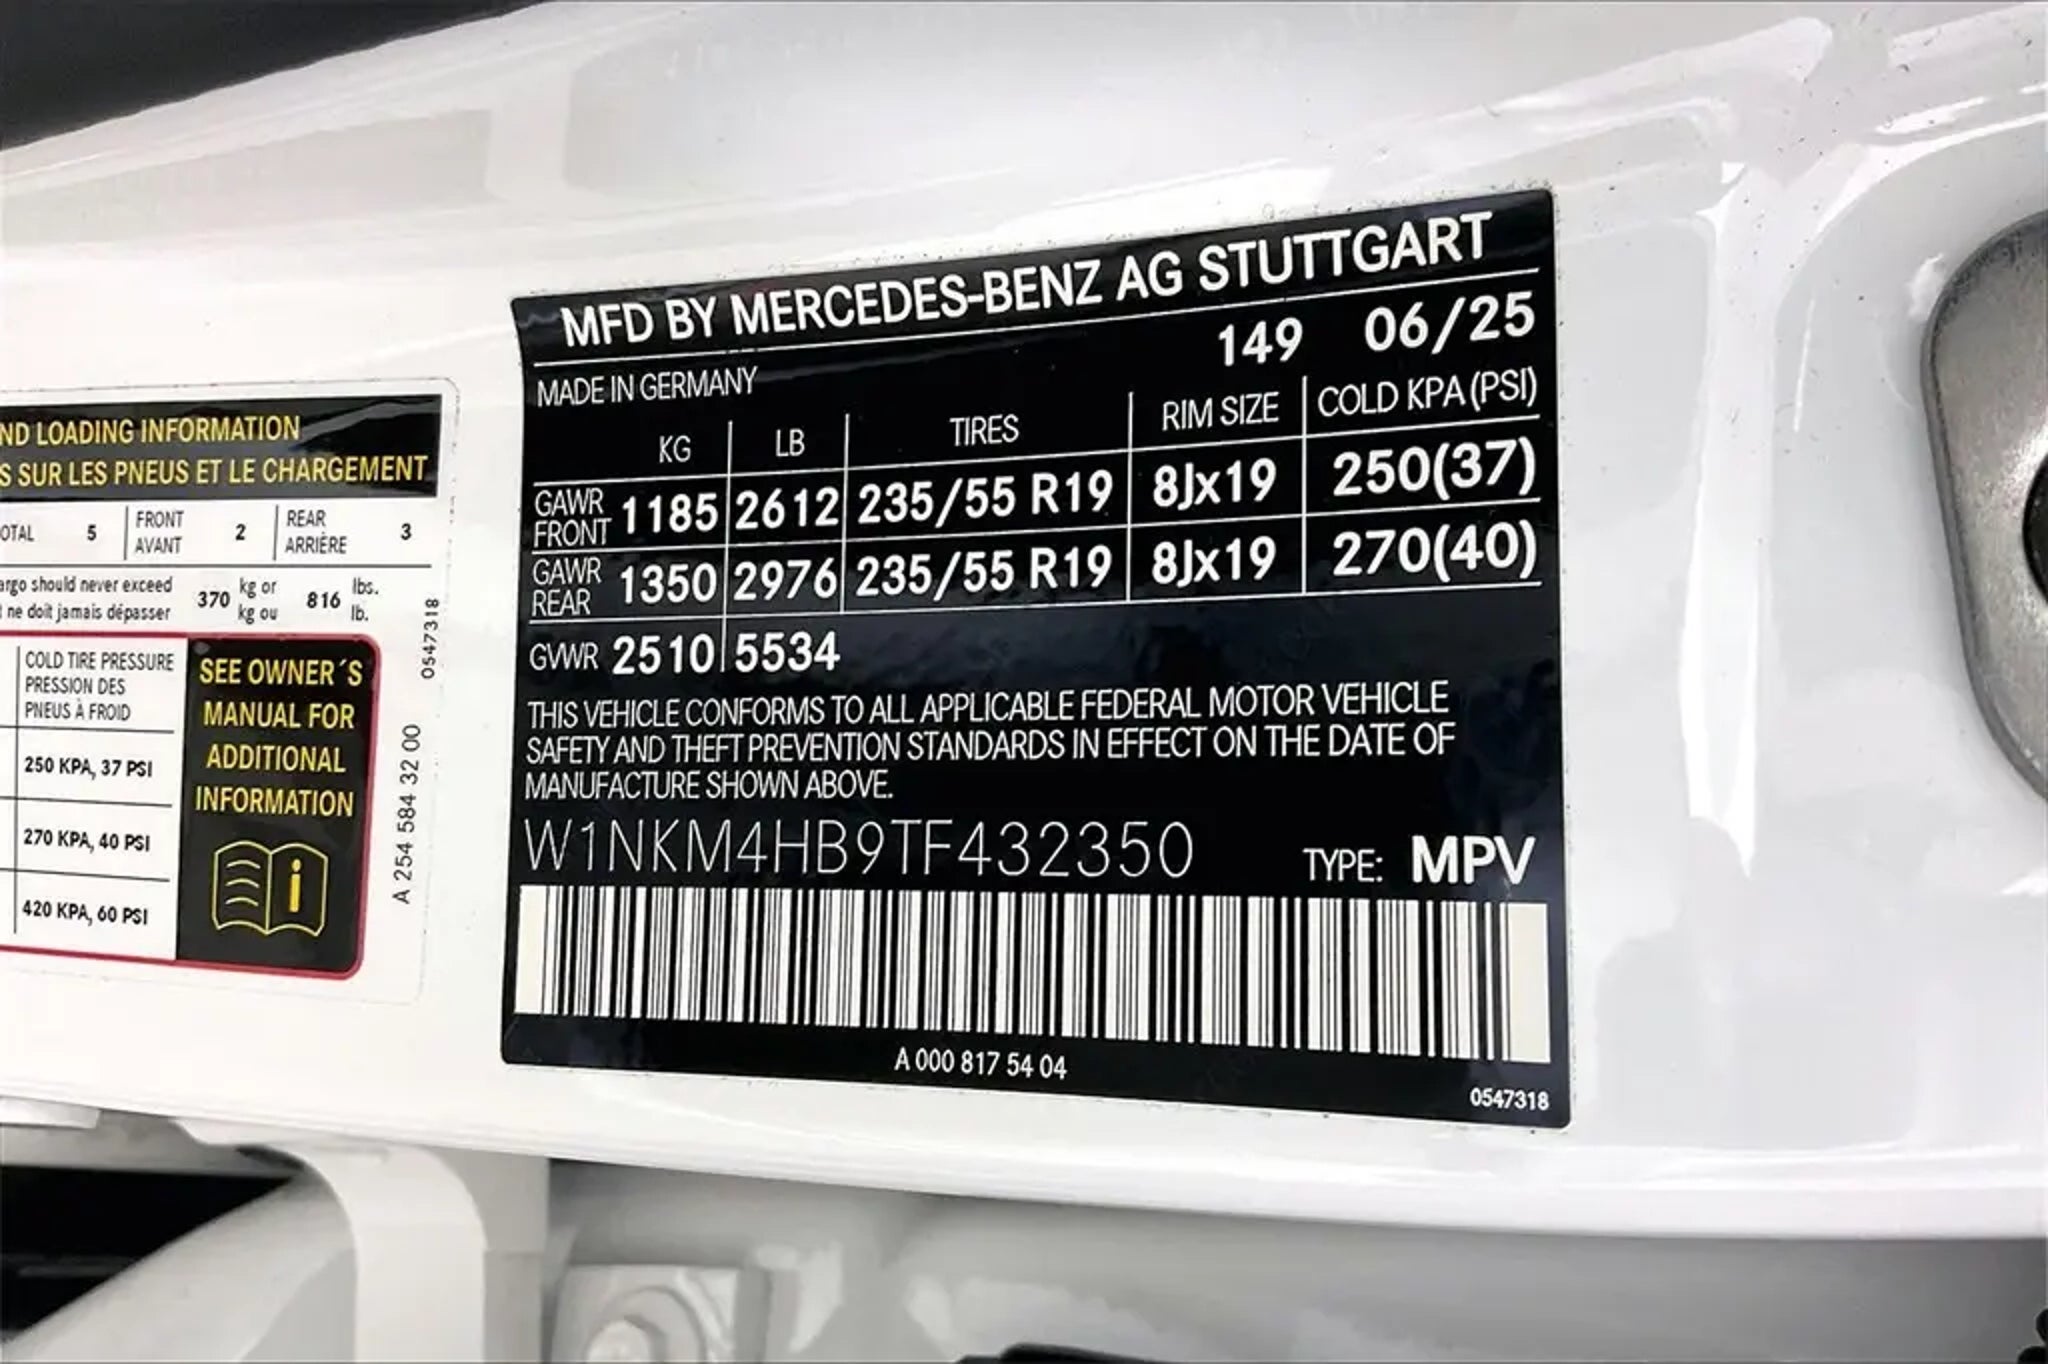 ND LOADING INFORMATION
S SUR LES PNEUS ET LE CHARGEMENT
OTAL 5 FRONT AVANT 2 REAR ARRIÈRE 3
argo should never exceed 370 kg or 816 lbs.
t ne doit jamais dépasser kg ou lb.
COLD TIRE PRESSURE
PRESSION DES
PNEUS À FROID
250 KPA, 37 PSI
270 KPA, 40 PSI
420 KPA, 60 PSI
SEE OWNER´S
MANUAL FOR
ADDITIONAL
INFORMATION
i
A 254 584 32 00
0547318
MFD BY MERCEDES-BENZ AG STUTTGART
149 06/25
MADE IN GERMANY
KG LB TIRES RIM SIZE COLD KPA (PSI)
GAWR FRONT 1185 2612 235/55 R19 8Jx19 250(37)
GAWR REAR 1350 2976 235/55 R19 8Jx19 270(40)
GVWR 2510 5534
THIS VEHICLE CONFORMS TO ALL APPLICABLE FEDERAL MOTOR VEHICLE
SAFETY AND THEFT PREVENTION STANDARDS IN EFFECT ON THE DATE OF
MANUFACTURE SHOWN ABOVE.
W1NKM4HB9TF432350 TYPE: MPV
A 000 817 54 04
0547318